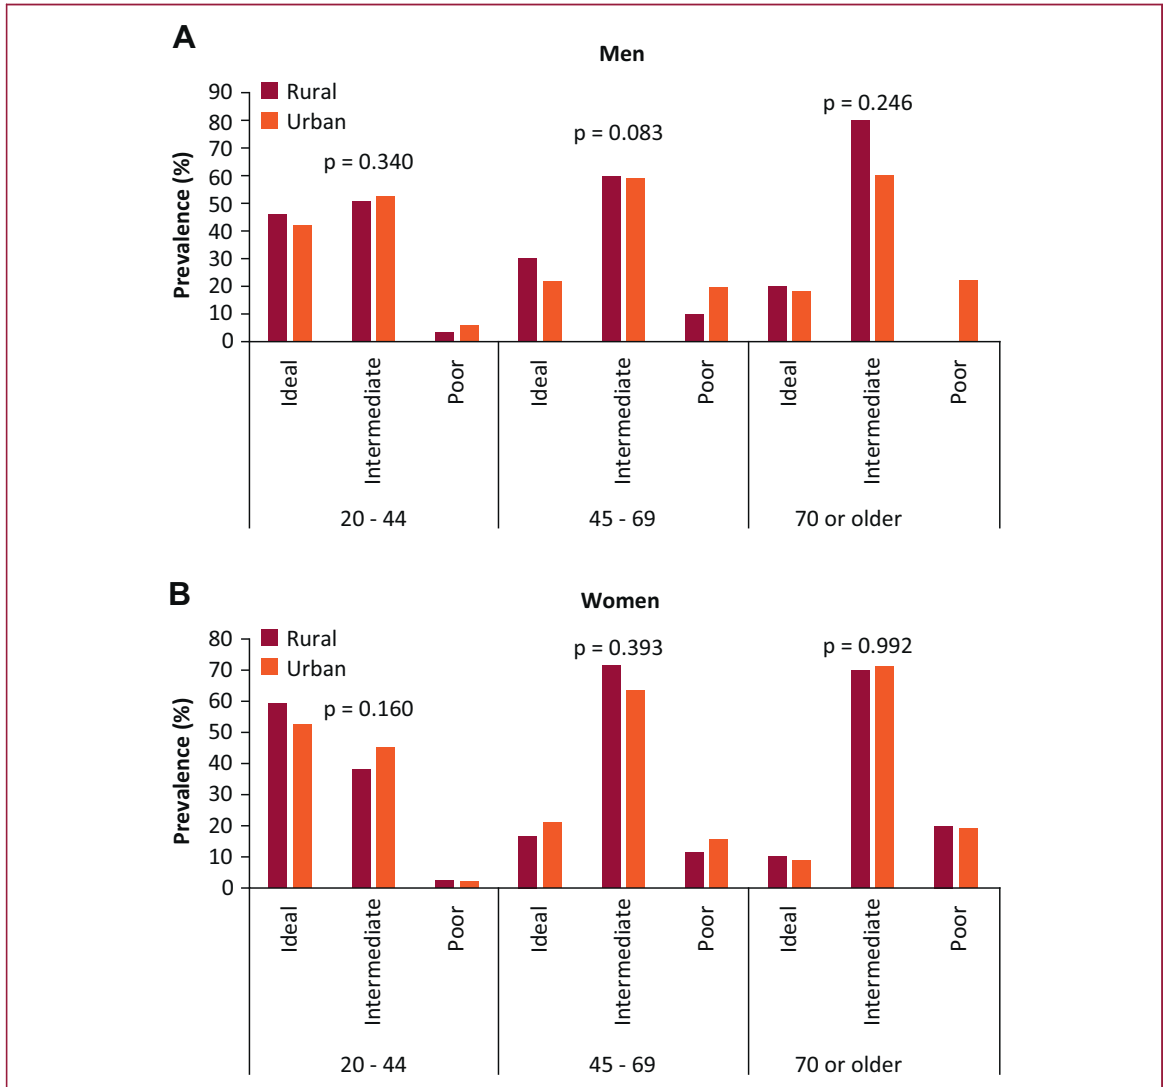 A
Men
Rural
Urban
p = 0.340
p = 0.083
p = 0.246
Prevalence (%)
90
80
70
60
50
40
30
20
10
0
Ideal
Intermediate
Poor
Ideal
Intermediate
Poor
Ideal
Intermediate
Poor
20 - 44
45 - 69
70 or older
B
Women
Rural
Urban
p = 0.160
p = 0.393
p = 0.992
Prevalence (%)
80
70
60
50
40
30
20
10
0
Ideal
Intermediate
Poor
Ideal
Intermediate
Poor
Ideal
Intermediate
Poor
20 - 44
45 - 69
70 or older